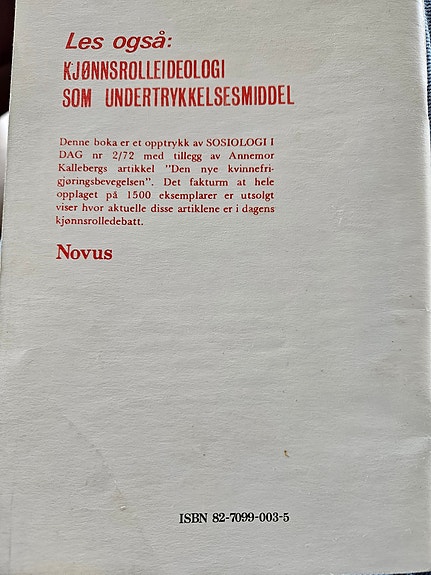 Les også:
KJØNNSROLLEIDEOLOGI
SOM UNDERTRYKKELSESMIDDEL
Denne boka er et opptrykk av SOSIOLOGI I
DAG nr 2/72 med tillegg av Annemor
Kallebergs artikkel "Den nye kvinnefri-
gjøringsbevegelsen". Det fakturm at hele
opplaget på 1500 eksemplarer er utsolgt
viser hvor aktuelle disse artiklene er i dagens
kjønnsrolledebatt.
Novus
ISBN 82-7099-003-5